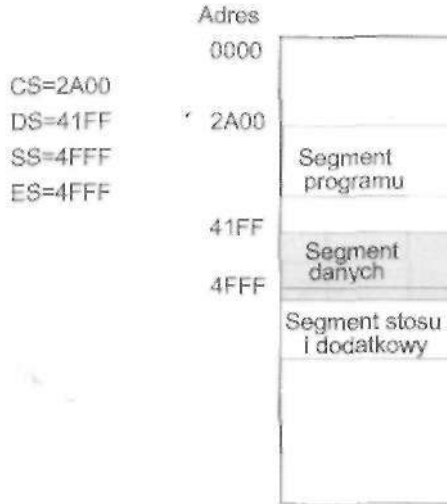 Adres
0000
CS=2A00
DS=41FF
2A00
SS=4FFF
Segment
programu
ES=4FFF
41FF
Segment
danych
4FFF
Segment stosu
i dodatkowy